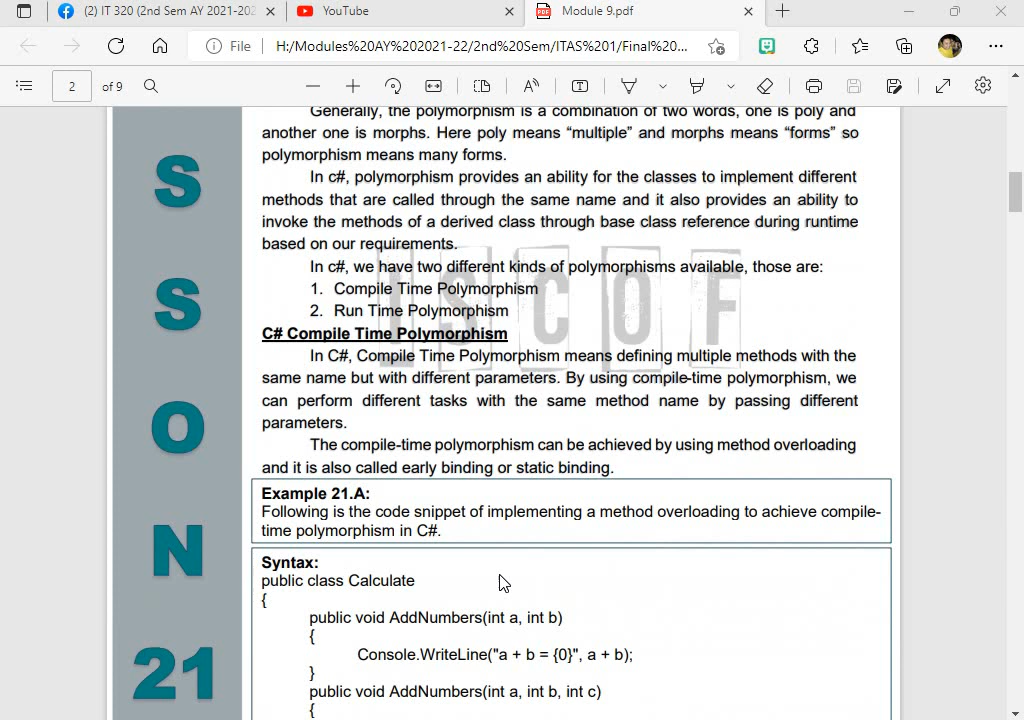 (2) IT 320 (2nd Sem AY 2021-202
YouTube
Module 9.pdf
File
H:/Modules%20AY%202021-22/2nd%20Sem/ITAS%201/Final%20...
2
of 9
Generally, the polymorphism is a combination of two words, one is poly and
another one is morphs. Here poly means “multiple” and morphs means “forms” so
polymorphism means many forms.
In c#, polymorphism provides an ability for the classes to implement different
methods that are called through the same name and it also provides an ability to
invoke the methods of a derived class through base class reference during runtime
based on our requirements.
In c#, we have two different kinds of polymorphisms available, those are:
1. Compile Time Polymorphism
2. Run Time Polymorphism
C# Compile Time Polymorphism
In C#, Compile Time Polymorphism means defining multiple methods with the
same name but with different parameters. By using compile-time polymorphism, we
can perform different tasks with the same method name by passing different
parameters.
The compile-time polymorphism can be achieved by using method overloading
and it is also called early binding or static binding.
Example 21.A:
Following is the code snippet of implementing a method overloading to achieve compile-
time polymorphism in C#.
Syntax:
public class Calculate
{
public void AddNumbers(int a, int b)
{
Console.WriteLine("a + b = {0}", a + b);
}
public void AddNumbers(int a, int b, int c)
{
S
S
O
N
21
ISCOF